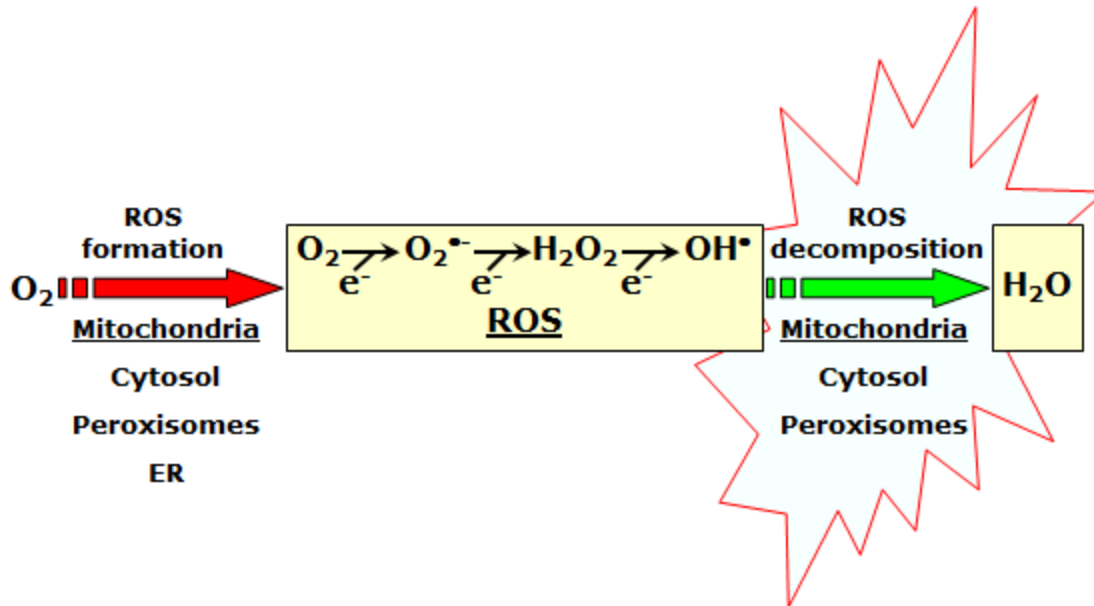 O₂
ROS
formation
Mitochondria
Cytosol
Peroxisomes
ER
O₂ O₂•- H₂O₂ OH•
e- e- e-
ROS
ROS
decomposition
Mitochondria
Cytosol
Peroxisomes
H₂O